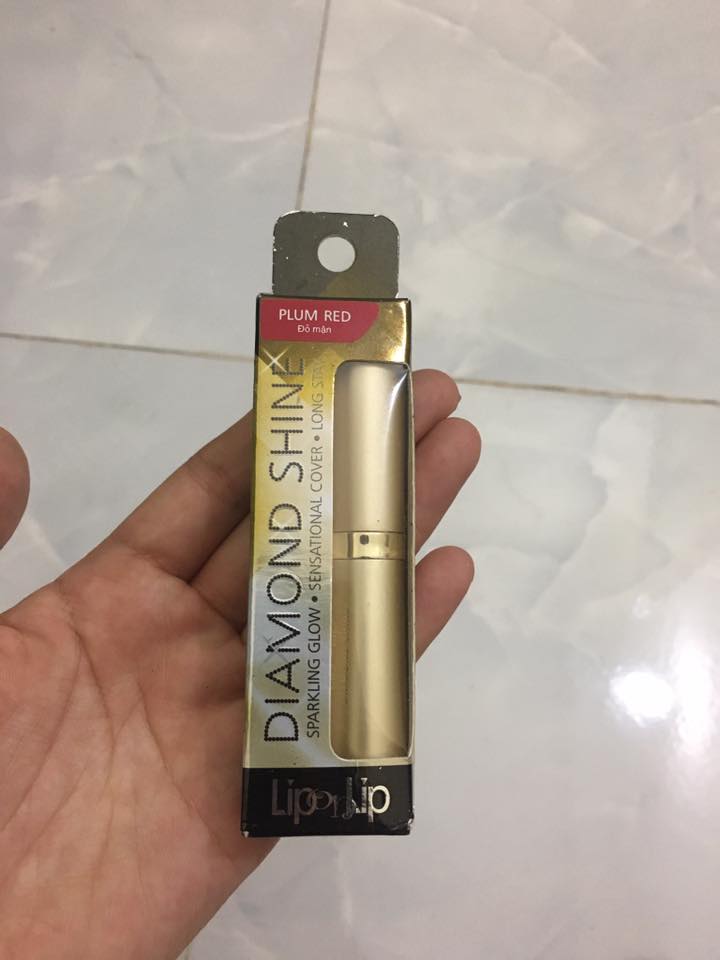 PLUM RED
Đỏ mận
DIAMOND SHINE
SPARKLING GLOW • SENSATIONAL COVER • LONG STAY
Lip on Lip